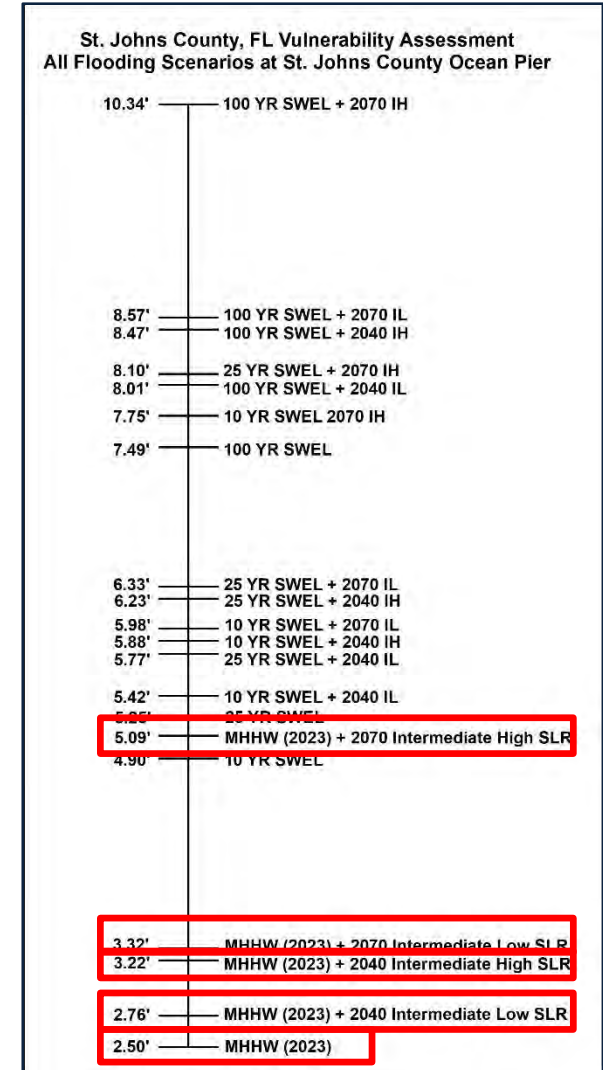 St. Johns County, FL Vulnerability Assessment
All Flooding Scenarios at St. Johns County Ocean Pier
10.34' 100 YR SWEL + 2070 IH
8.57' 100 YR SWEL + 2070 IL
8.47' 100 YR SWEL + 2040 IH
8.10' 25 YR SWEL + 2070 IH
8.01' 100 YR SWEL + 2040 IL
7.75' 10 YR SWEL 2070 IH
7.49' 100 YR SWEL
6.33' 25 YR SWEL + 2070 IL
6.23' 25 YR SWEL + 2040 IH
5.98' 10 YR SWEL + 2070 IL
5.88' 10 YR SWEL + 2040 IH
5.77' 25 YR SWEL + 2040 IL
5.42' 10 YR SWEL + 2040 IL
25 YR SWEL
5.09' MHHW (2023) + 2070 Intermediate High SLR
4.90' 10 YR SWEL
3.32' MHHW (2023) + 2070 Intermediate Low SLR
3.22' MHHW (2023) + 2040 Intermediate High SLR
2.76' MHHW (2023) + 2040 Intermediate Low SLR
2.50' MHHW (2023)